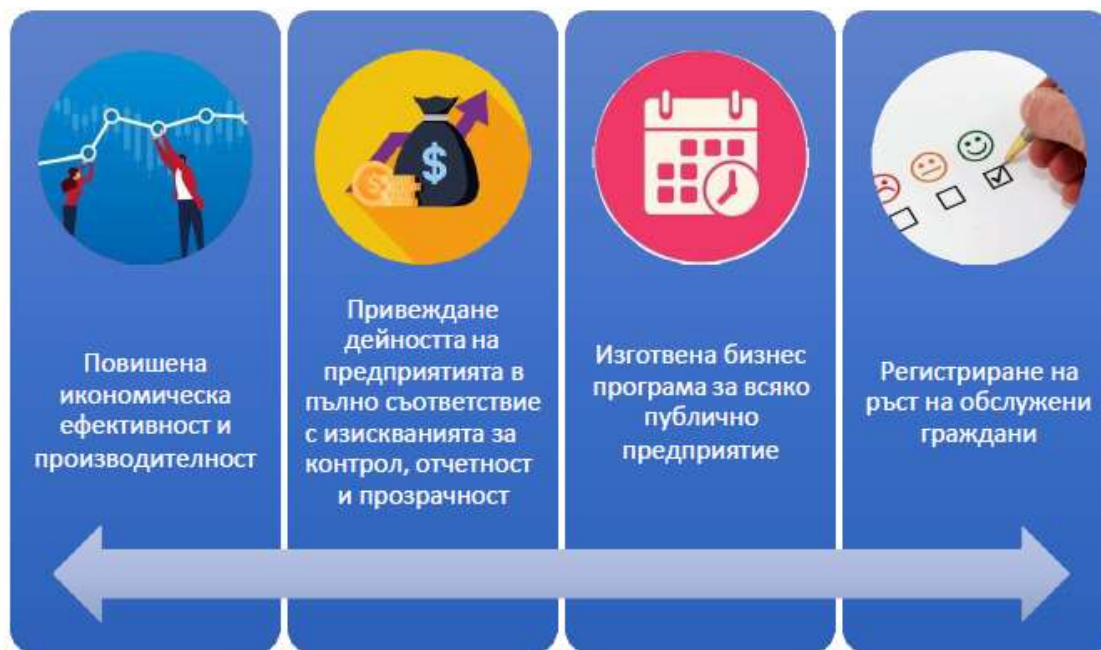 Повишена
икономическа
ефективност и
производителност
Привеждане
дейността на
предприятията в
пълно съответствие
с изискванията за
контрол, отчетност
и прозрачност
Изготвена бизнес
програма за всяко
публично
предприятие
Регистриране на
ръст на обслужени
граждани